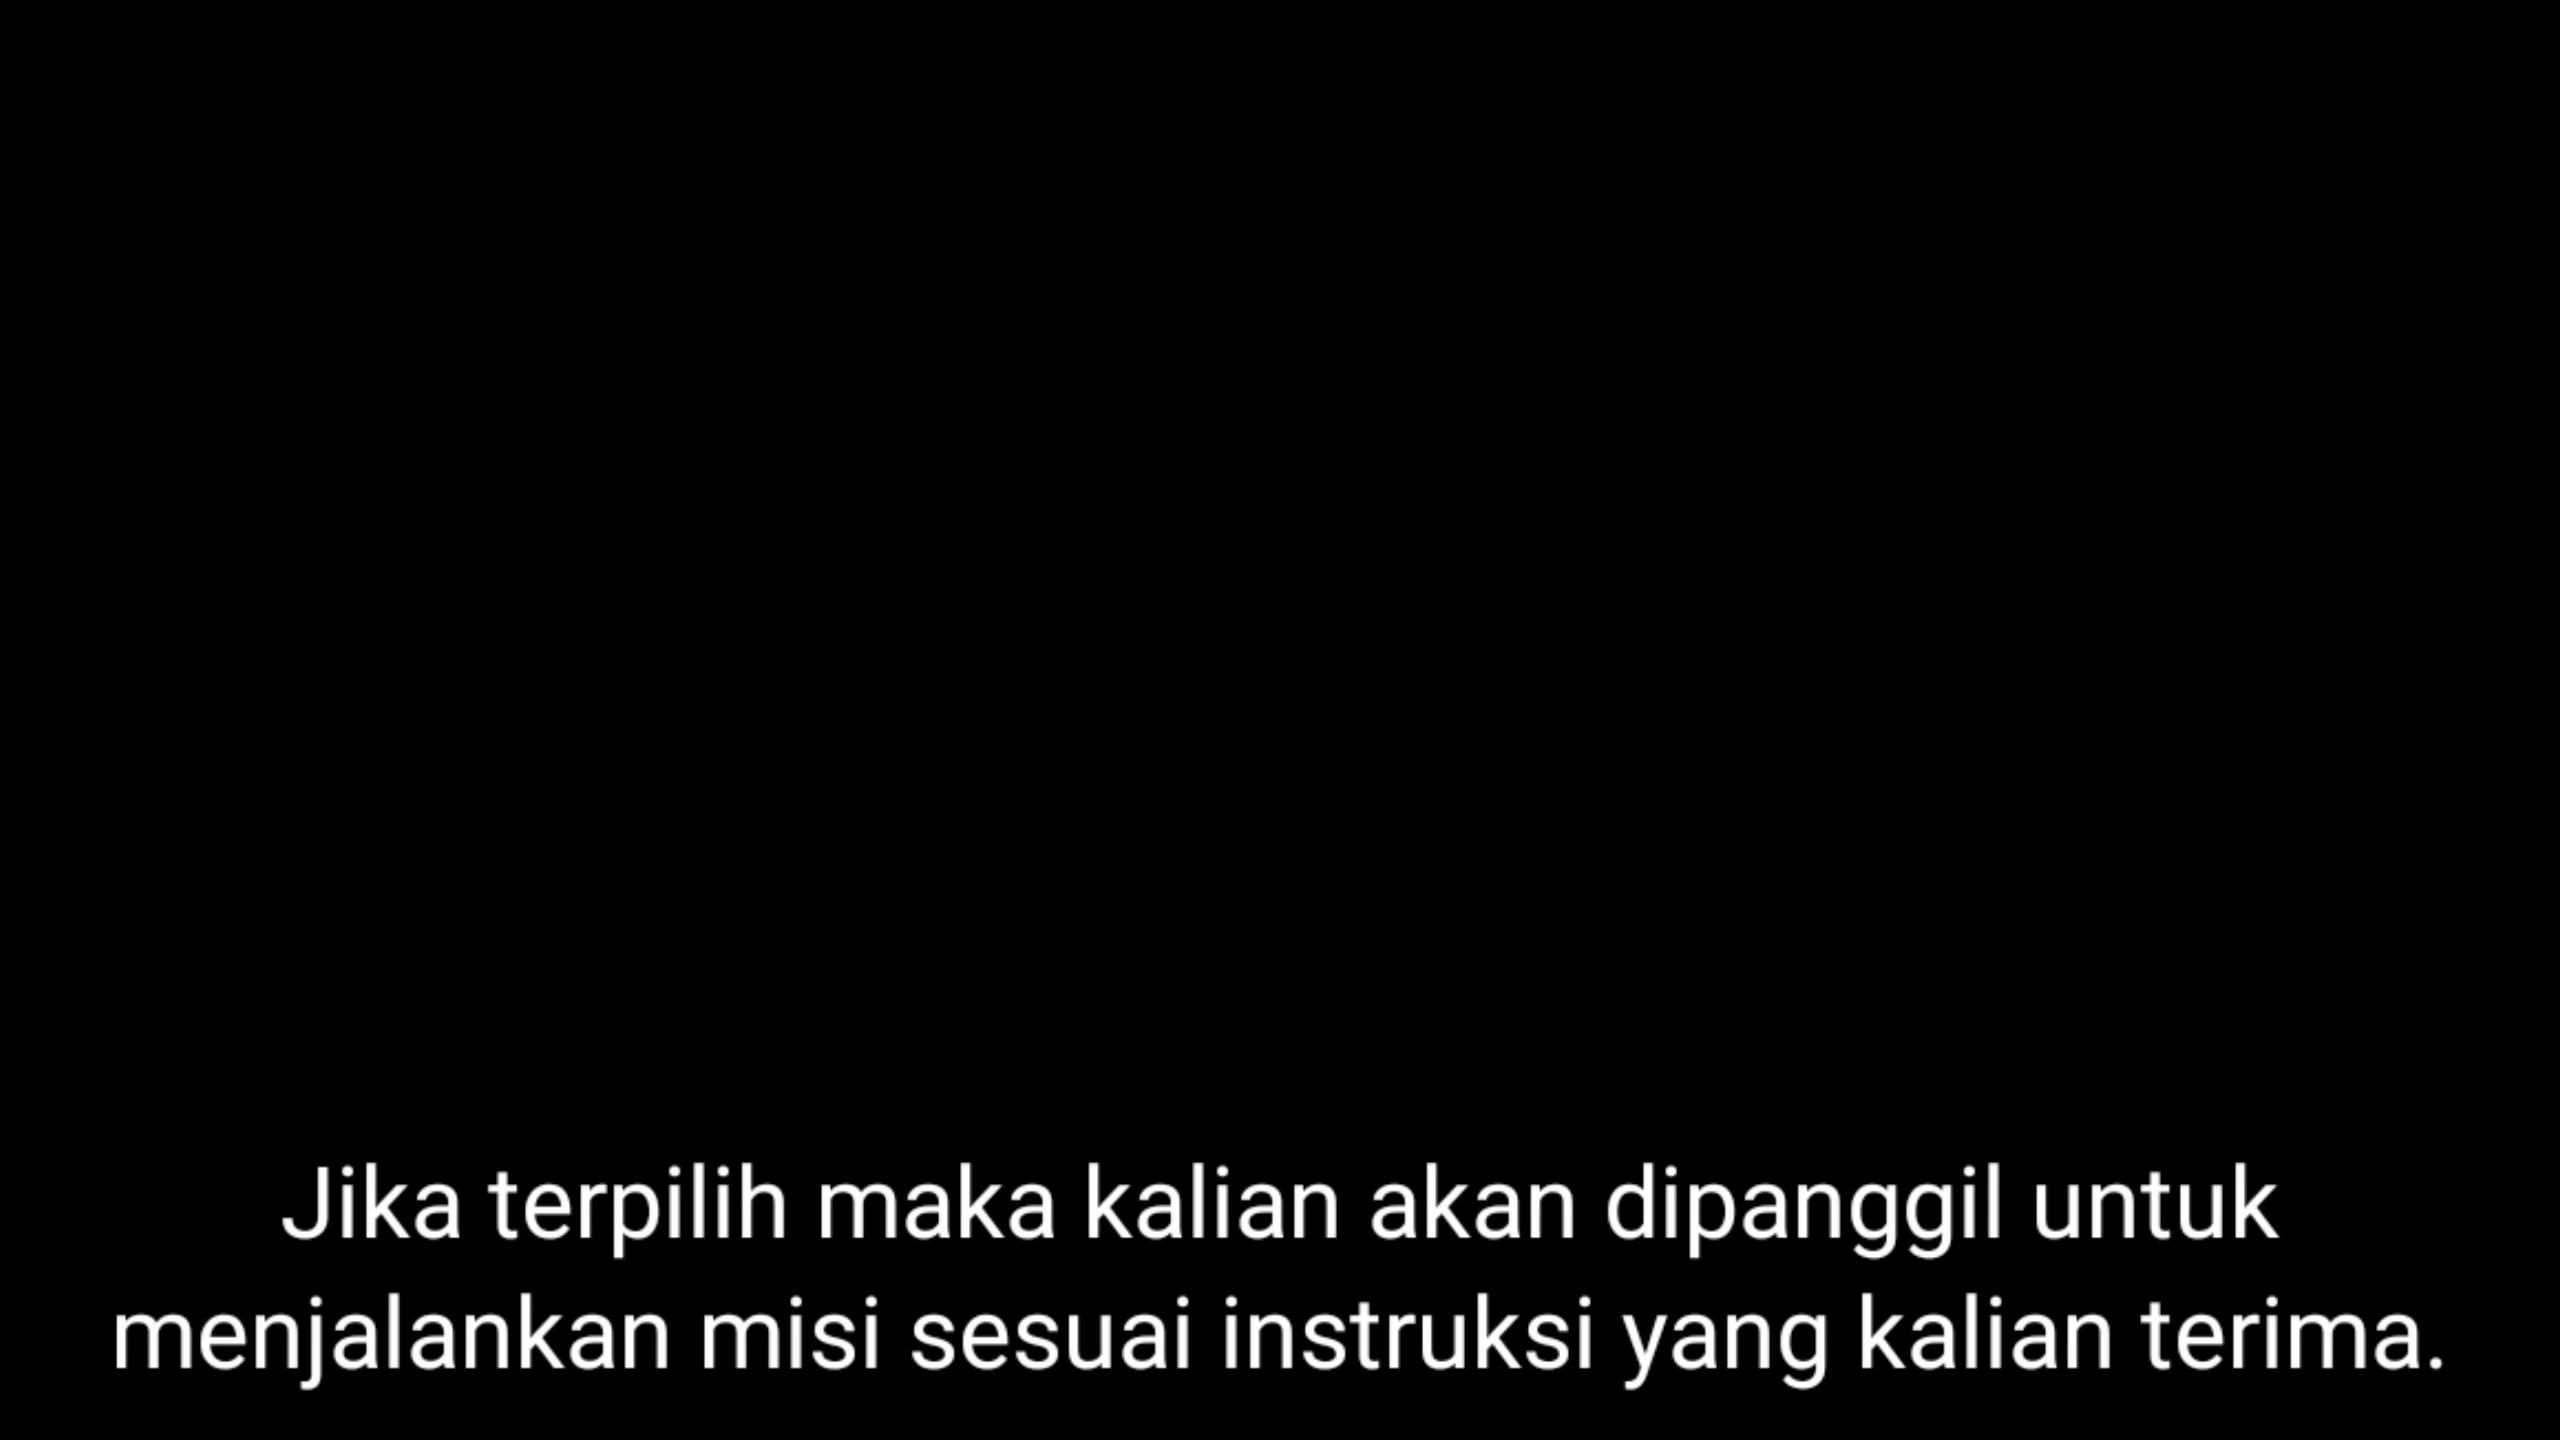 Jika terpilih maka kalian akan dipanggil untuk
menjalankan misi sesuai instruksi yang kalian terima.